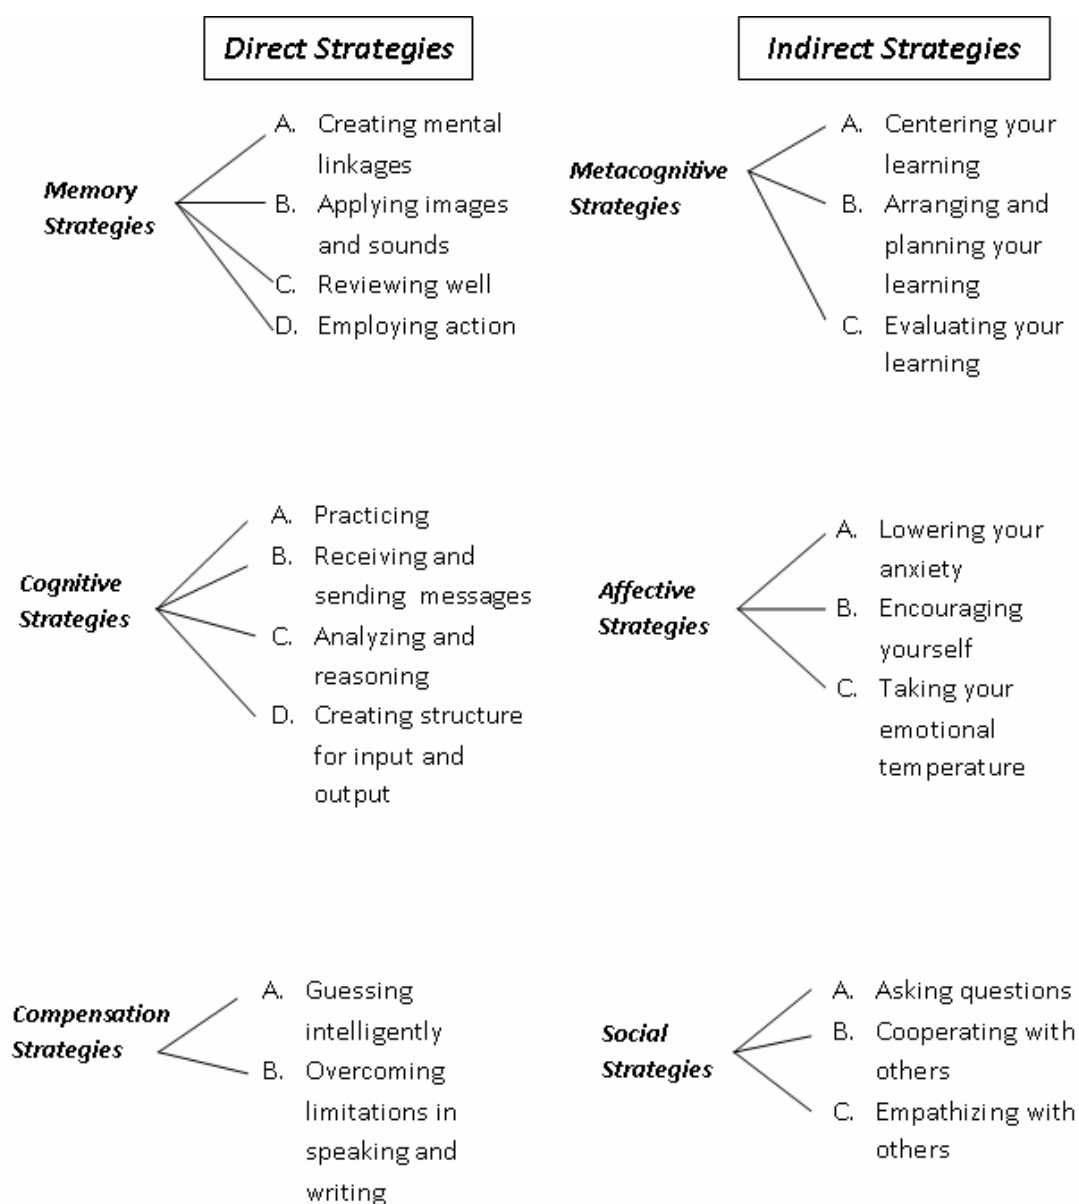 Direct Strategies
Memory
Strategies
A. Creating mental
linkages
B. Applying images
and sounds
C. Reviewing well
D. Employing action
Cognitive
Strategies
A. Practicing
B. Receiving and
sending messages
C. Analyzing and
reasoning
D. Creating structure
for input and
output
Compensation
Strategies
A. Guessing
intelligently
B. Overcoming
limitations in
speaking and
writing
Indirect Strategies
Metacognitive
Strategies
A. Centering your
learning
B. Arranging and
planning your
learning
C. Evaluating your
learning
Affective
Strategies
A. Lowering your
anxiety
B. Encouraging
yourself
C. Taking your
emotional
temperature
Social
Strategies
A. Asking questions
B. Cooperating with
others
C. Empathizing with
others